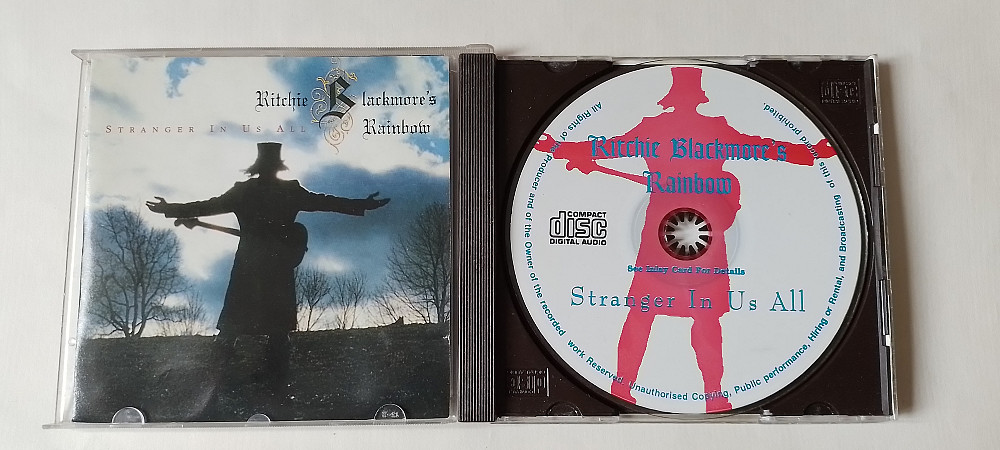 Ritchie Blackmore's
STRANGER IN US ALL
Rainbow
Ritchie Blackmore's
Rainbow
COMPACT
disc
DIGITAL AUDIO
See Inlay Card For Details
Stranger In Us All
All Rights of the Producer and of the Owner of the recorded work Reserved. Unauthorised Copying, Public performance, Hiring or Rental, and Broadcasting of this record prohibited.
disc